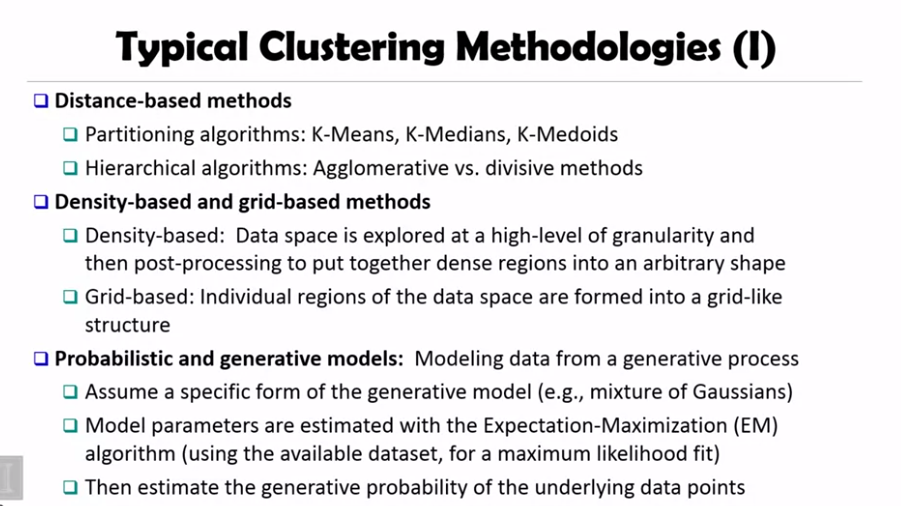 Typical Clustering Methodologies (I)
Distance-based methods
Partitioning algorithms: K-Means, K-Medians, K-Medoids
Hierarchical algorithms: Agglomerative vs. divisive methods
Density-based and grid-based methods
Density-based:  Data space is explored at a high-level of granularity and
then post-processing to put together dense regions into an arbitrary shape
Grid-based: Individual regions of the data space are formed into a grid-like
structure
Probabilistic and generative models:  Modeling data from a generative process
Assume a specific form of the generative model (e.g., mixture of Gaussians)
Model parameters are estimated with the Expectation-Maximization (EM)
algorithm (using the available dataset, for a maximum likelihood fit)
Then estimate the generative probability of the underlying data points